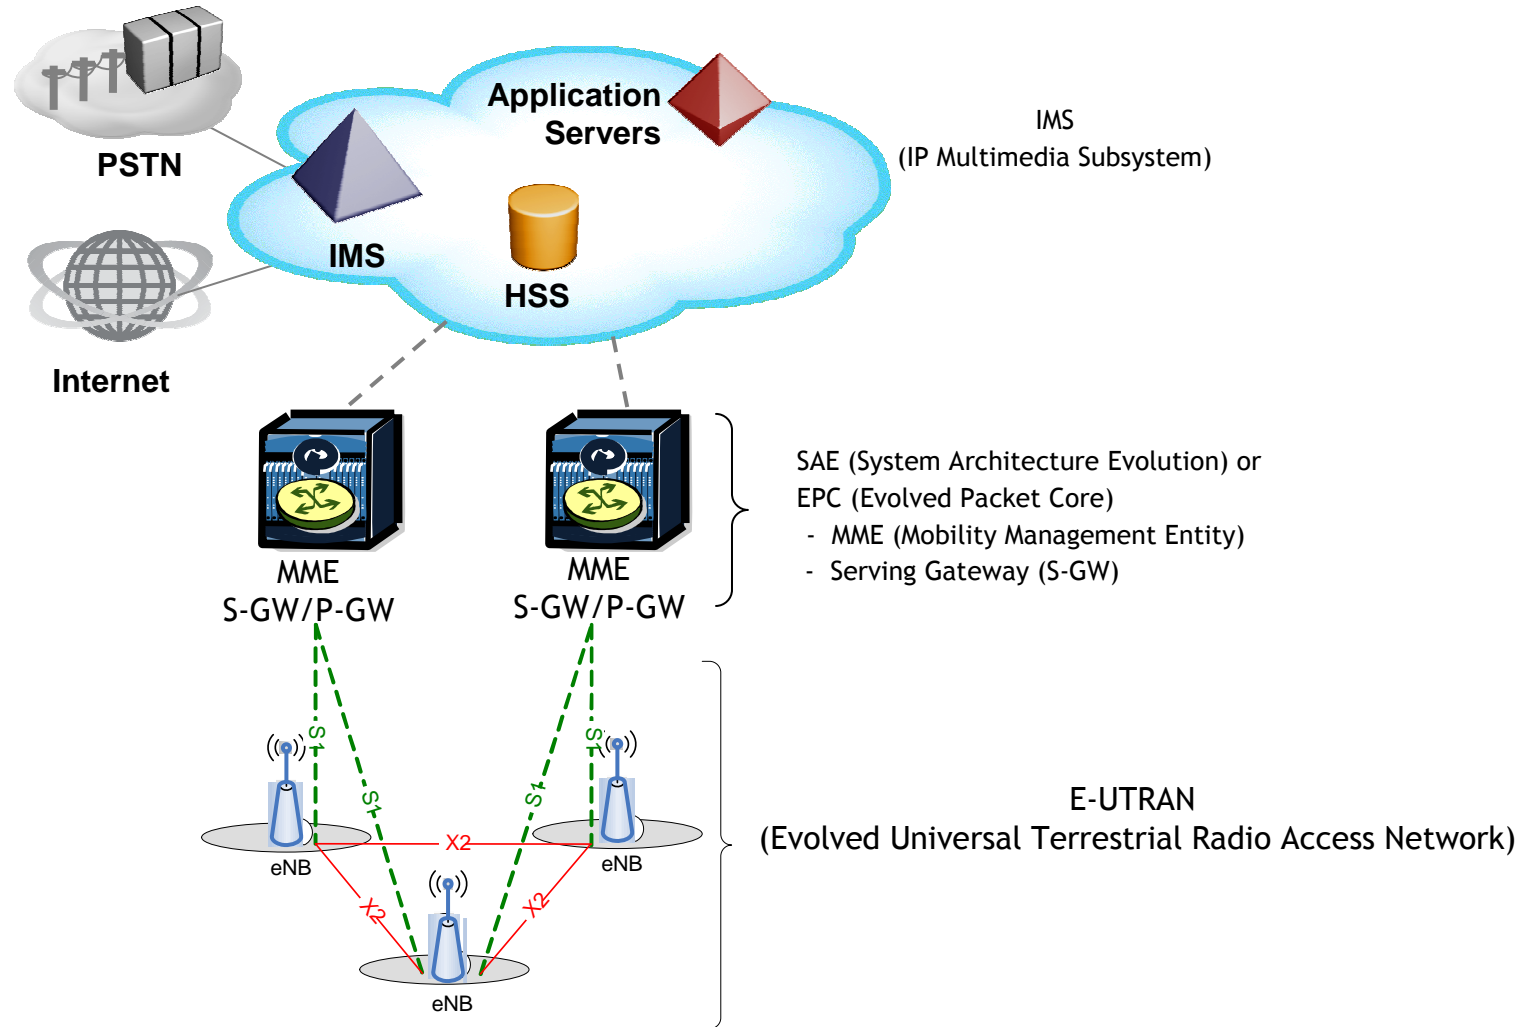 Application
Servers
IMS
(IP Multimedia Subsystem)
PSTN
IMS
HSS
Internet
SAE (System Architecture Evolution) or
EPC (Evolved Packet Core)
- MME (Mobility Management Entity)
- Serving Gateway (S-GW)
MME
S-GW/P-GW
MME
S-GW/P-GW
S1
S1
S1
S1
E-UTRAN
(Evolved Universal Terrestrial Radio Access Network)
X2
eNB
eNB
X2
X2
eNB